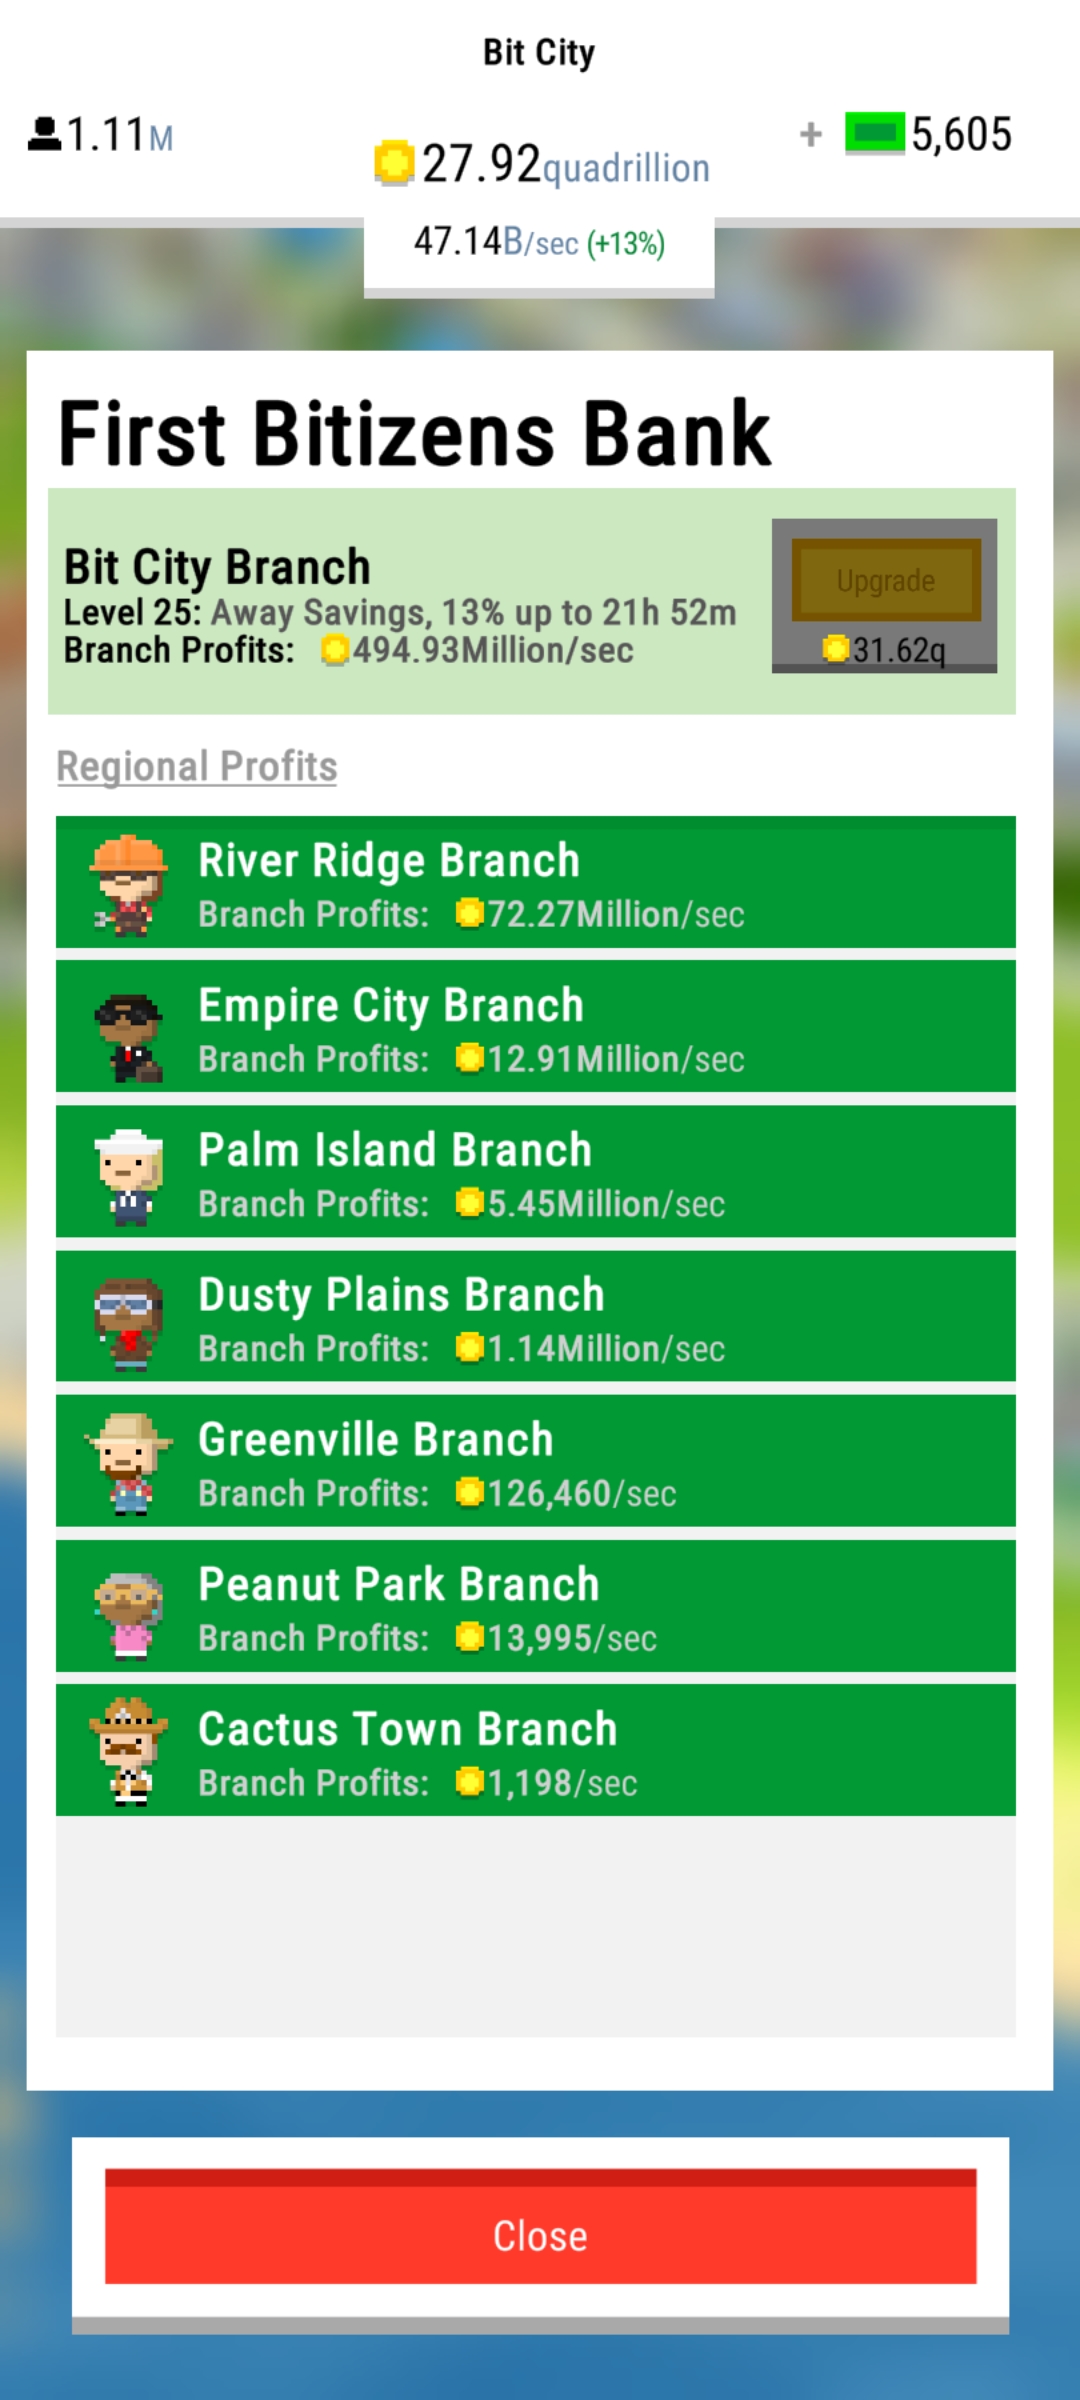 Bit City
1.11M
27.92quadrillion
+ 5,605
47.14B/sec (+13%)
First Bitizens Bank
Bit City Branch
Level 25: Away Savings, 13% up to 21h 52m
Branch Profits: 494.93Million/sec
Upgrade
31.62q
Regional Profits
River Ridge Branch
Branch Profits: 72.27Million/sec
Empire City Branch
Branch Profits: 12.91Million/sec
Palm Island Branch
Branch Profits: 5.45Million/sec
Dusty Plains Branch
Branch Profits: 1.14Million/sec
Greenville Branch
Branch Profits: 126,460/sec
Peanut Park Branch
Branch Profits: 13,995/sec
Cactus Town Branch
Branch Profits: 1,198/sec
Close